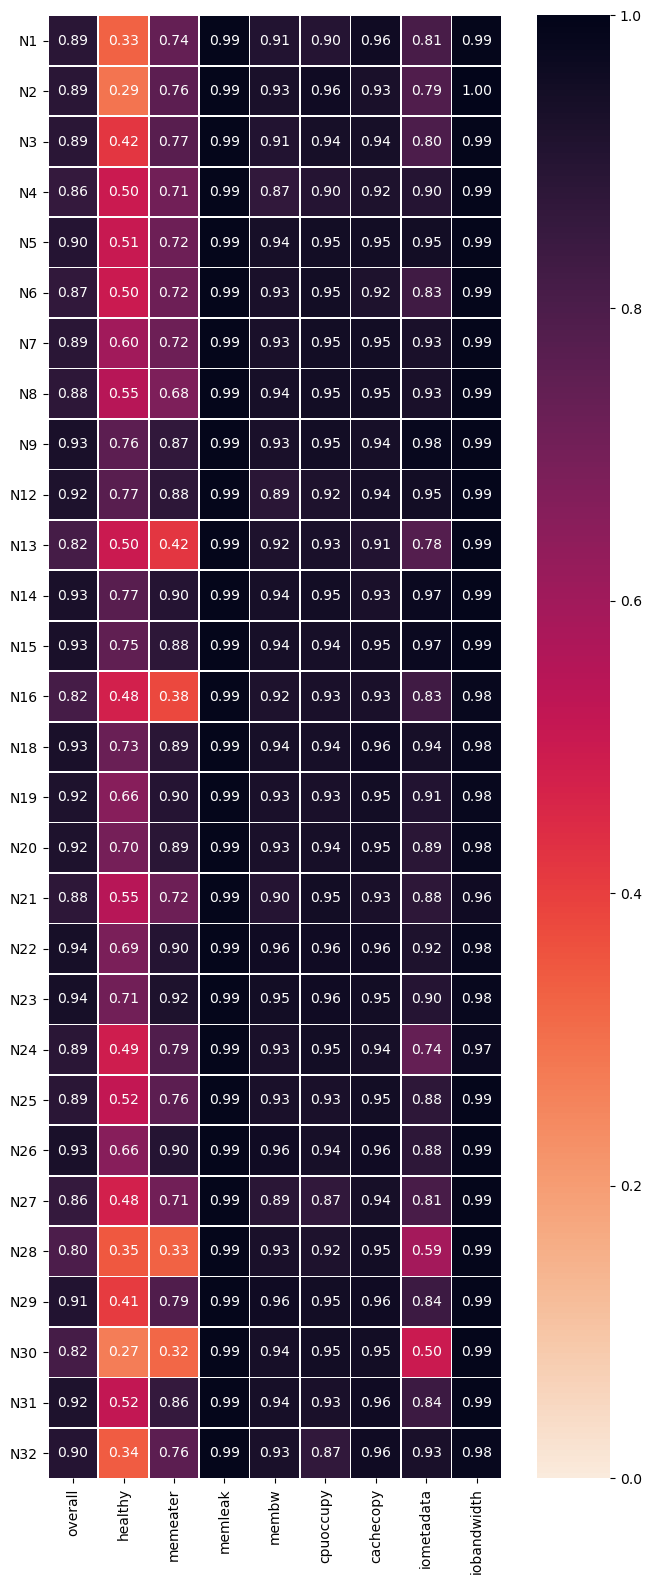 N1 0.89 0.33 0.74 0.99 0.91 0.90 0.96 0.81 0.99
N2 0.89 0.29 0.76 0.99 0.93 0.96 0.93 0.79 1.00
N3 0.89 0.42 0.77 0.99 0.91 0.94 0.94 0.80 0.99
N4 0.86 0.50 0.71 0.99 0.87 0.90 0.92 0.90 0.99
N5 0.90 0.51 0.72 0.99 0.94 0.95 0.95 0.95 0.99
N6 0.87 0.50 0.72 0.99 0.93 0.95 0.92 0.83 0.99
N7 0.89 0.60 0.72 0.99 0.93 0.95 0.95 0.93 0.99
N8 0.88 0.55 0.68 0.99 0.94 0.95 0.95 0.93 0.99
N9 0.93 0.76 0.87 0.99 0.93 0.95 0.94 0.98 0.99
N12 0.92 0.77 0.88 0.99 0.89 0.92 0.94 0.95 0.99
N13 0.82 0.50 0.42 0.99 0.92 0.93 0.91 0.78 0.99
N14 0.93 0.77 0.90 0.99 0.94 0.95 0.93 0.97 0.99
N15 0.93 0.75 0.88 0.99 0.94 0.94 0.95 0.97 0.99
N16 0.82 0.48 0.38 0.99 0.92 0.93 0.93 0.83 0.98
N18 0.93 0.73 0.89 0.99 0.94 0.94 0.96 0.94 0.98
N19 0.92 0.66 0.90 0.99 0.93 0.93 0.95 0.91 0.98
N20 0.92 0.70 0.89 0.99 0.93 0.94 0.95 0.89 0.98
N21 0.88 0.55 0.72 0.99 0.90 0.95 0.93 0.88 0.96
N22 0.94 0.69 0.90 0.99 0.96 0.96 0.96 0.92 0.98
N23 0.94 0.71 0.92 0.99 0.95 0.96 0.95 0.90 0.98
N24 0.89 0.49 0.79 0.99 0.93 0.95 0.94 0.74 0.97
N25 0.89 0.52 0.76 0.99 0.93 0.93 0.95 0.88 0.99
N26 0.93 0.66 0.90 0.99 0.96 0.94 0.96 0.88 0.99
N27 0.86 0.48 0.71 0.99 0.89 0.87 0.94 0.81 0.99
N28 0.80 0.35 0.33 0.99 0.93 0.92 0.95 0.59 0.99
N29 0.91 0.41 0.79 0.99 0.96 0.95 0.96 0.84 0.99
N30 0.82 0.27 0.32 0.99 0.94 0.95 0.95 0.50 0.99
N31 0.92 0.52 0.86 0.99 0.94 0.93 0.96 0.84 0.99
N32 0.90 0.34 0.76 0.99 0.93 0.87 0.96 0.93 0.98
overall healthy memeater memleak membw cpuoccupy cachecopy iometadata iobandwidth
1.0
0.8
0.6
0.4
0.2
0.0